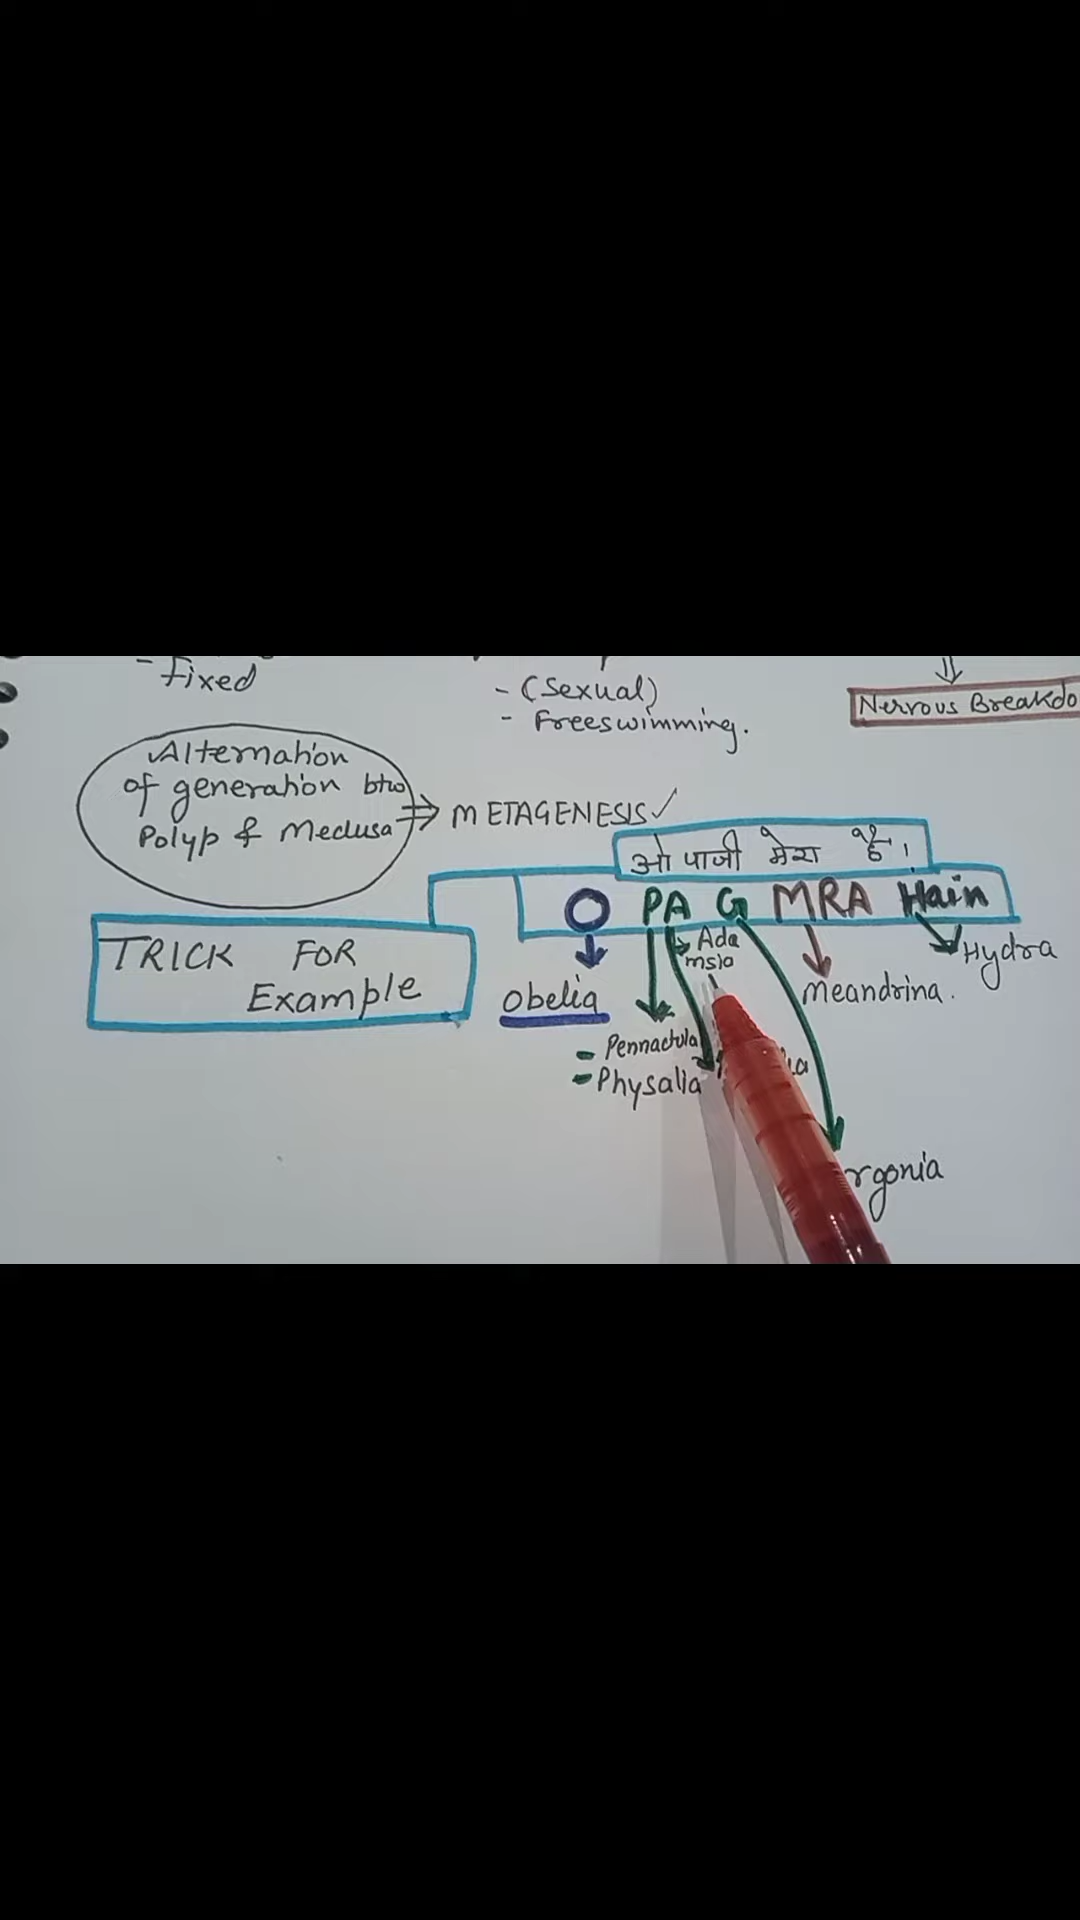 - Fixed
- (Sexual)
- Freeswimming.
Nervous Breakdo
Alternation
of generation btw
Polyp & Medusa
⇒ METAGENESIS ✓
ओ पाजी मेरा है।
O PA G MRA Hain
TRICK FOR
Example
Obelia
Ada
msia
Meandrina.
Hydra
- Pennactula
- Physalia
rgonia